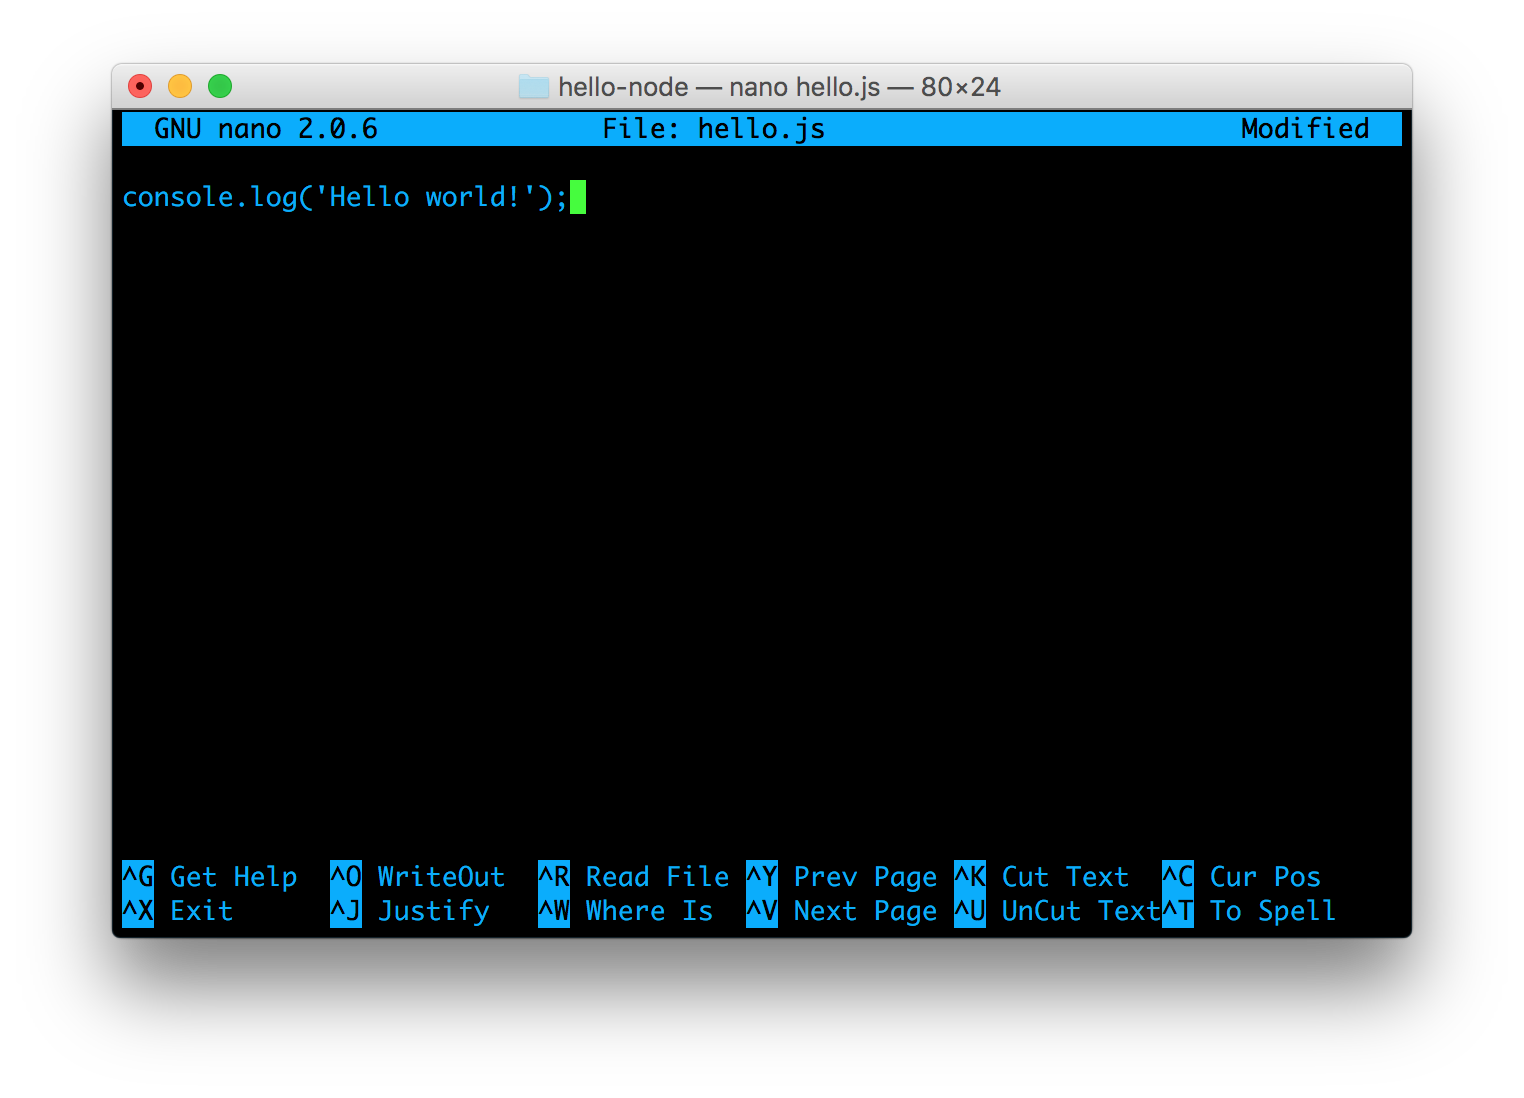 hello-node — nano hello.js — 80×24
GNU nano 2.0.6 File: hello.js Modified
console.log('Hello world!');
^G Get Help ^O WriteOut ^R Read File ^Y Prev Page ^K Cut Text ^C Cur Pos
^X Exit ^J Justify ^W Where Is ^V Next Page ^U UnCut Text ^T To Spell